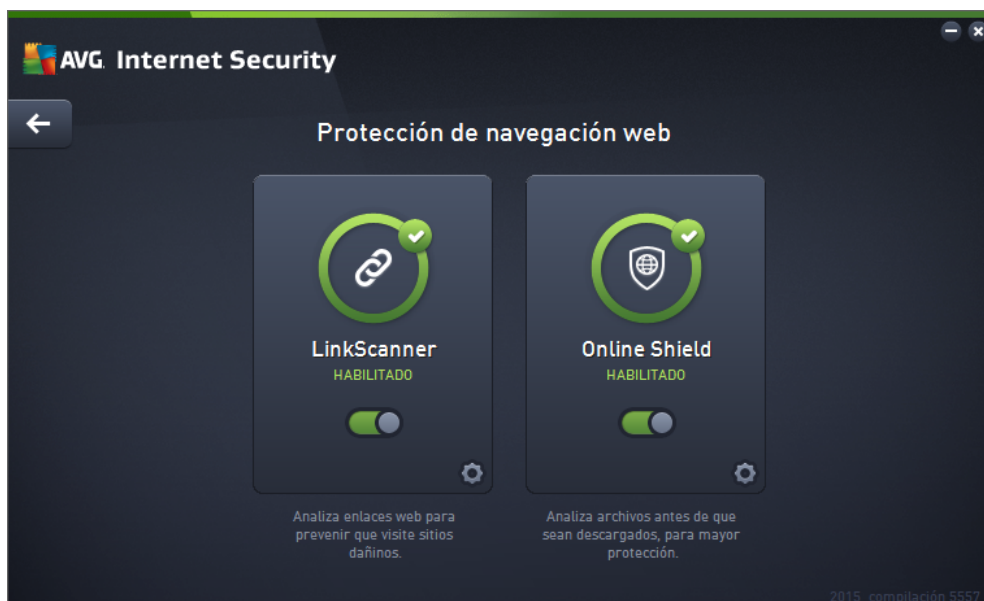 AVG. Internet Security
Protección de navegación web
LinkScanner
HABILITADO
Analiza enlaces web para
prevenir que visite sitios
dañinos.
Online Shield
HABILITADO
Analiza archivos antes de que
sean descargados, para mayor
protección.
2015 compilación 5557